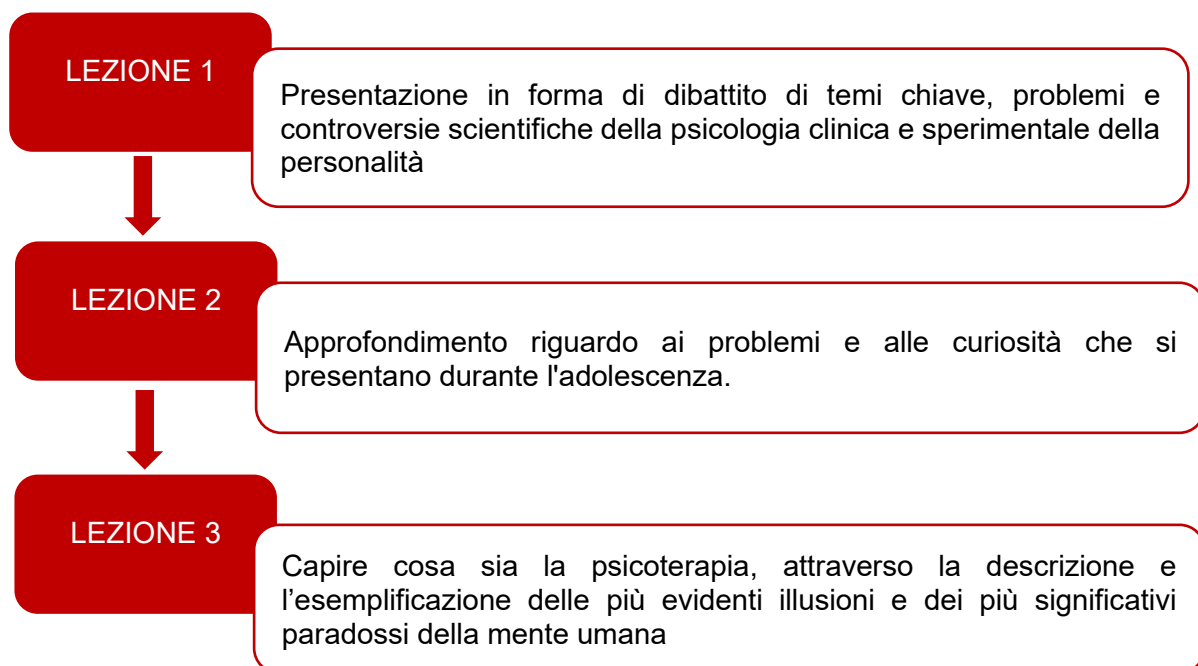 LEZIONE 1
Presentazione in forma di dibattito di temi chiave, problemi e
controversie scientifiche della psicologia clinica e sperimentale della
personalità
LEZIONE 2
Approfondimento riguardo ai problemi e alle curiosità che si
presentano durante l'adolescenza.
LEZIONE 3
Capire cosa sia la psicoterapia, attraverso la descrizione e
l’esemplificazione delle più evidenti illusioni e dei più significativi
paradossi della mente umana